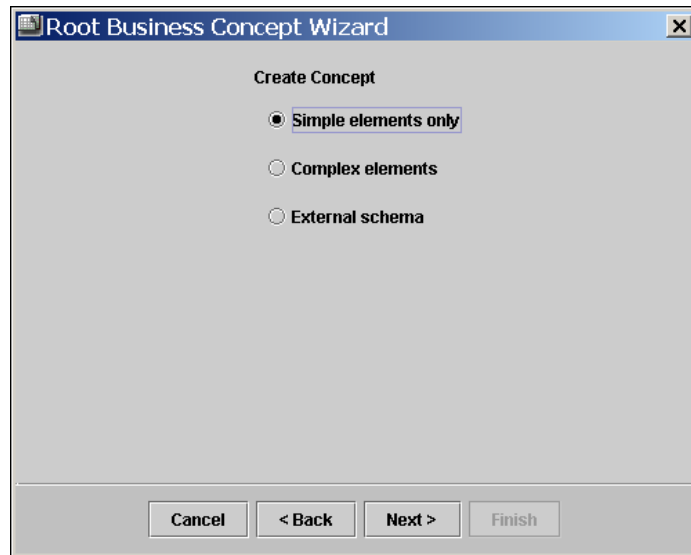 Root Business Concept Wizard
Create Concept
Simple elements only
Complex elements
External schema
Cancel < Back Next > Finish